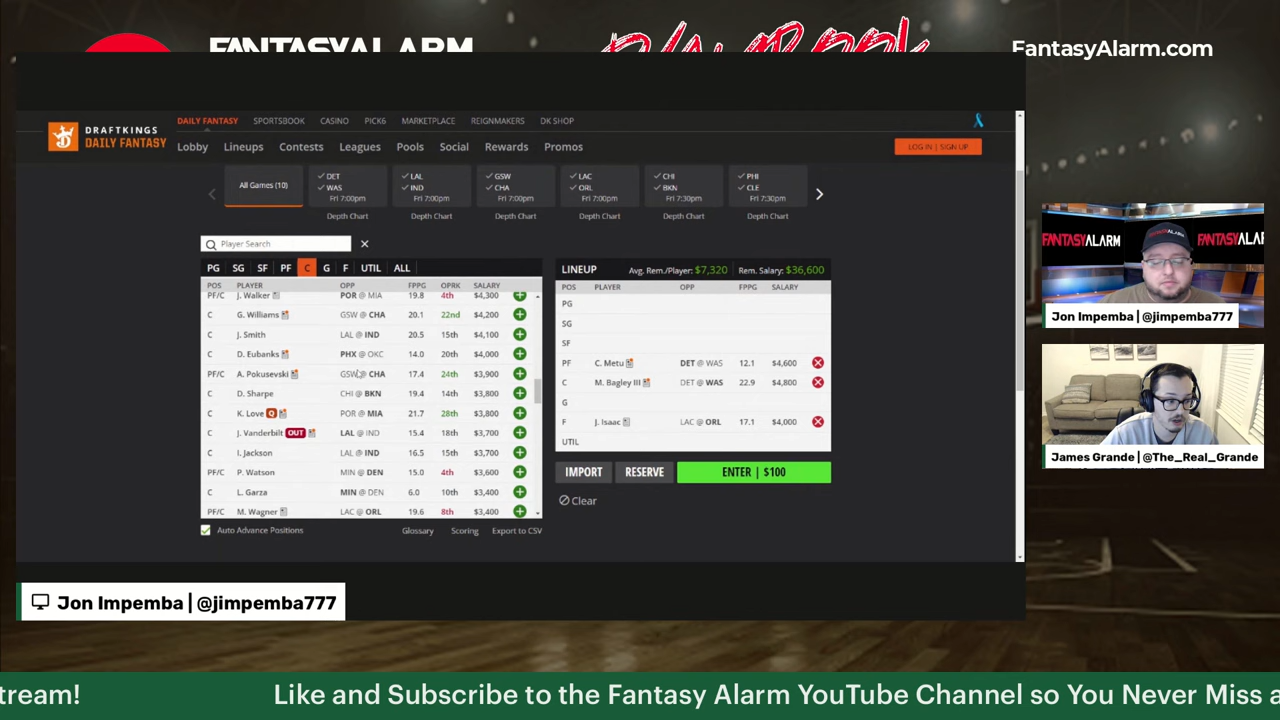 FANTASYALARM
PLAYBOOK
FantasyAlarm.com
DRAFTKINGS
DAILY FANTASY
DAILY FANTASY SPORTSBOOK CASINO PICK6 MARKETPLACE REIGNMAKERS DK SHOP
Lobby Lineups Contests Leagues Pools Social Rewards Promos
LOG IN | SIGN UP
All Games (10)
DET
WAS
Fri 7:00pm
Depth Chart
LAL
IND
Fri 7:00pm
Depth Chart
GSW
CHA
Fri 7:00pm
Depth Chart
LAC
ORL
Fri 7:00pm
Depth Chart
CHI
BKN
Fri 7:30pm
Depth Chart
PHI
CLE
Fri 7:30pm
Depth Chart
Player Search
PG SG SF PF C G F UTIL ALL
POS PLAYER OPP FPPG OPRK SALARY
PF/C J. Walker POR @ MIA 19.8 4th $4,300
C G. Williams GSW @ CHA 20.1 22nd $4,200
C J. Smith LAL @ IND 20.5 15th $4,100
C D. Eubanks PHX @ OKC 14.0 20th $4,000
PF/C A. Pokusevski GSW @ CHA 17.4 24th $3,900
C D. Sharpe CHI @ BKN 19.4 14th $3,800
C K. Love Q POR @ MIA 21.7 28th $3,800
C J. Vanderbilt OUT LAL @ IND 15.4 18th $3,700
C I. Jackson LAL @ IND 16.5 15th $3,700
PF/C P. Watson MIN @ DEN 15.0 4th $3,600
C L. Garza MIN @ DEN 6.0 10th $3,400
PF/C M. Wagner LAC @ ORL 19.6 8th $3,400
Auto Advance Positions Glossary Scoring Export to CSV
LINEUP Avg. Rem./Player: $7,320 Rem. Salary: $36,600
POS PLAYER OPP FPPG SALARY
PG
SG
SF
PF C. Metu DET @ WAS 12.1 $4,600
C M. Bagley III DET @ WAS 22.9 $4,800
G
F J. Isaac LAC @ ORL 17.1 $4,000
UTIL
IMPORT RESERVE ENTER | $100
Clear
FANTASYALARM
FANTASYALAR
Jon Impemba | @jimpemba777
James Grande | @The_Real_Grande
Jon Impemba | @jimpemba777
tream! Like and Subscribe to the Fantasy Alarm YouTube Channel so You Never Miss a